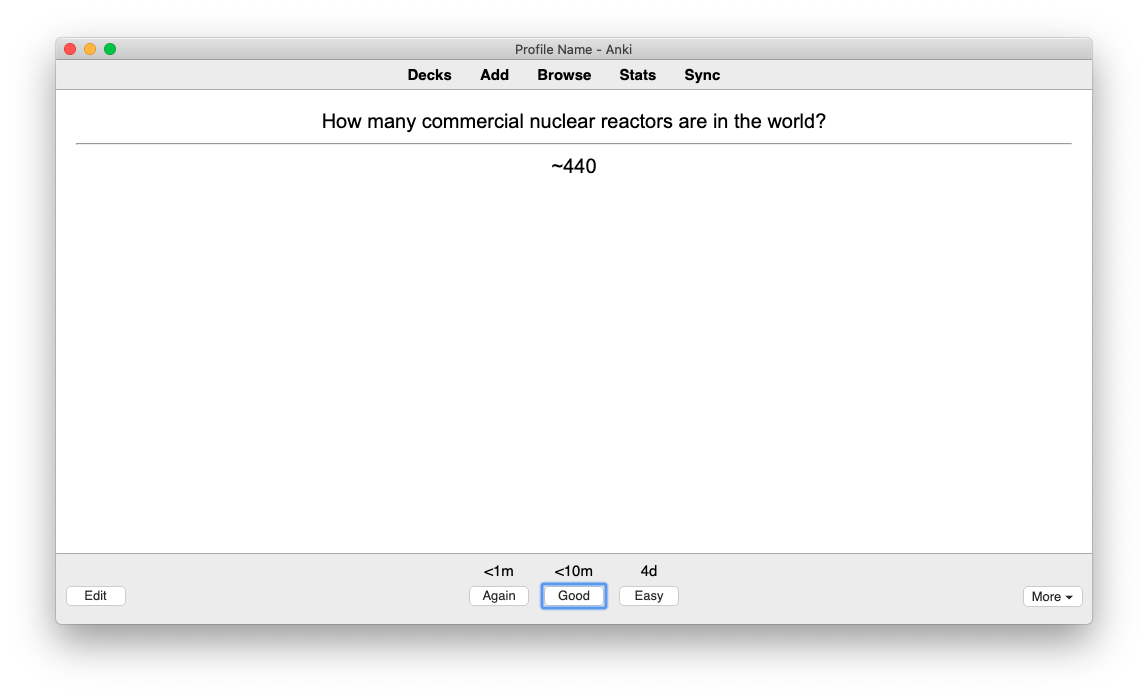 Profile Name - Anki
Decks Add Browse Stats Sync
How many commercial nuclear reactors are in the world?
~440
<1m <10m 4d
Edit Again Good Easy More